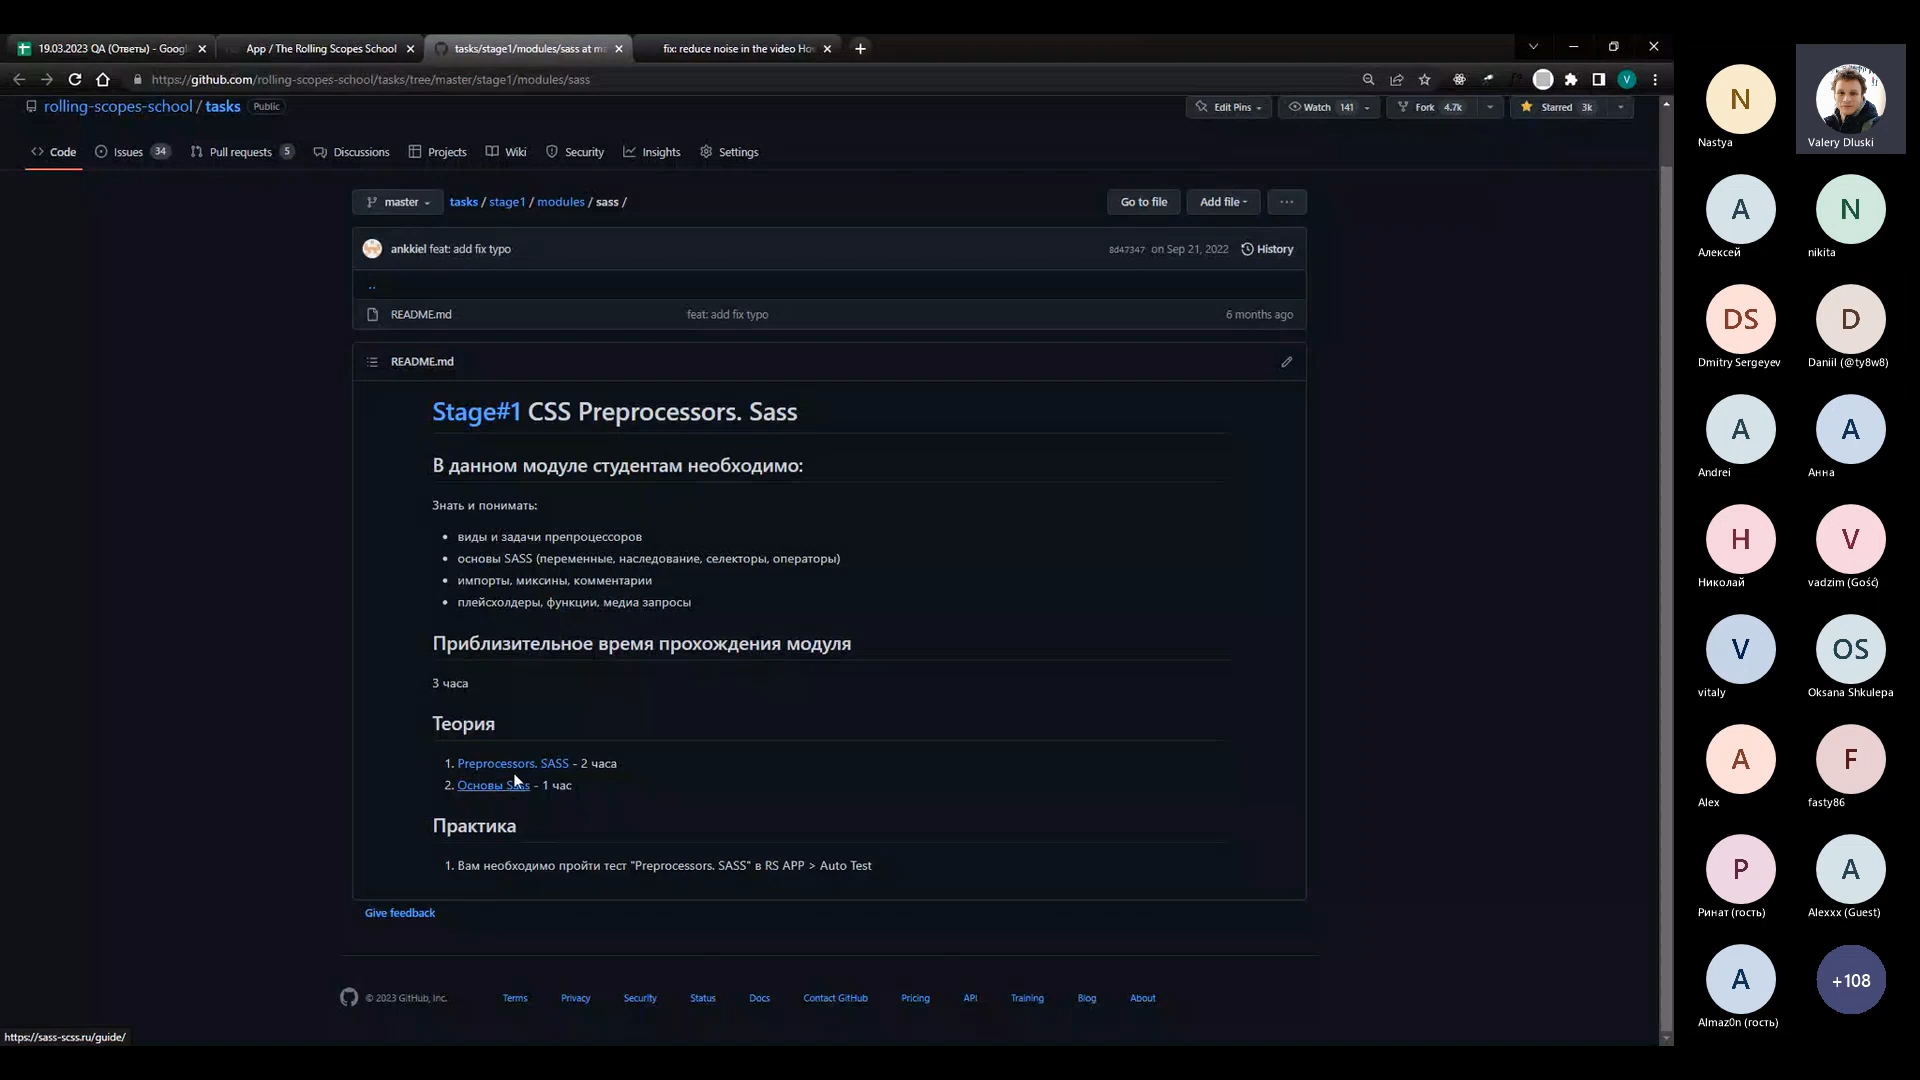 19.03.2023 QA (Ответы) - Googl
App / The Rolling Scopes School
tasks/stage1/modules/sass at ma
fix: reduce noise in the video Ho
https://github.com/rolling-scopes-school/tasks/tree/master/stage1/modules/sass
V
rolling-scopes-school / tasks Public
Edit Pins Watch 141 Fork 4.7k Starred 3k
Code Issues 34 Pull requests 5 Discussions Projects Wiki Security Insights Settings
master tasks / stage1 / modules / sass / Go to file Add file ...
ankkiel feat: add fix typo 8d47347 on Sep 21, 2022 History
..
README.md feat: add fix typo 6 months ago
README.md
Stage#1 CSS Preprocessors. Sass
В данном модуле студентам необходимо:
Знать и понимать:
• виды и задачи препроцессоров
• основы SASS (переменные, наследование, селекторы, операторы)
• импорты, миксины, комментарии
• плейсхолдеры, функции, медиа запросы
Приблизительное время прохождения модуля
3 часа
Теория
1. Preprocessors. SASS - 2 часа
2. Основы Sass - 1 час
Практика
1. Вам необходимо пройти тест "Preprocessors. SASS" в RS APP > Auto Test
Give feedback
© 2023 GitHub, Inc. Terms Privacy Security Status Docs Contact GitHub Pricing API Training Blog About
https://sass-scss.ru/guide/
N
Nastya
Valery Dluski
A
Алексей
N
nikita
DS
Dmitry Sergeyev
D
Daniil (@ty8w8)
A
Andrei
A
Анна
Н
Николай
V
vadzim (Gość)
V
vitaly
OS
Oksana Shkulepa
A
Alex
F
fasty86
Р
Ринат (гость)
A
Alexxx (Guest)
A
Almaz0n (гость)
+108